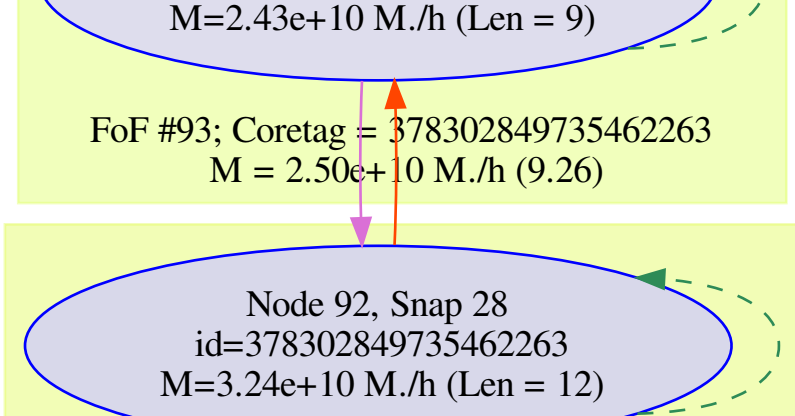 M=2.43e+10 M./h (Len = 9)
FoF #93; Coretag = 378302849735462263
M = 2.50e+10 M./h (9.26)
Node 92, Snap 28
id=378302849735462263
M=3.24e+10 M./h (Len = 12)